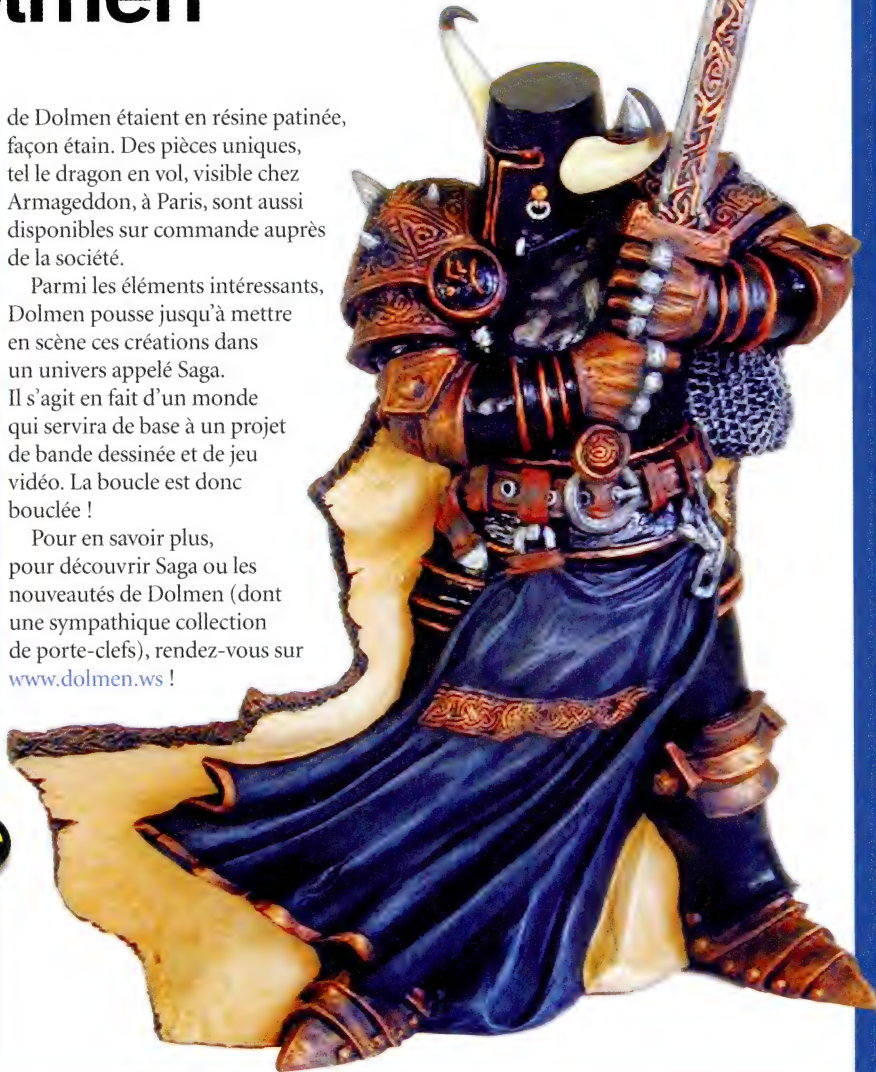 de Dolmen étaient en résine patinée,
façon étain. Des pièces uniques,
tel le dragon en vol, visible chez
Armageddon, à Paris, sont aussi
disponibles sur commande auprès
de la société.
Parmi les éléments intéressants,
Dolmen pousse jusqu'à mettre
en scène ces créations dans
un univers appelé Saga.
Il s'agit en fait d'un monde
qui servira de base à un projet
de bande dessinée et de jeu
vidéo. La boucle est donc
bouclée !
Pour en savoir plus,
pour découvrir Saga ou les
nouveautés de Dolmen (dont
une sympathique collection
de porte-clefs), rendez-vous sur
www.dolmen.ws !